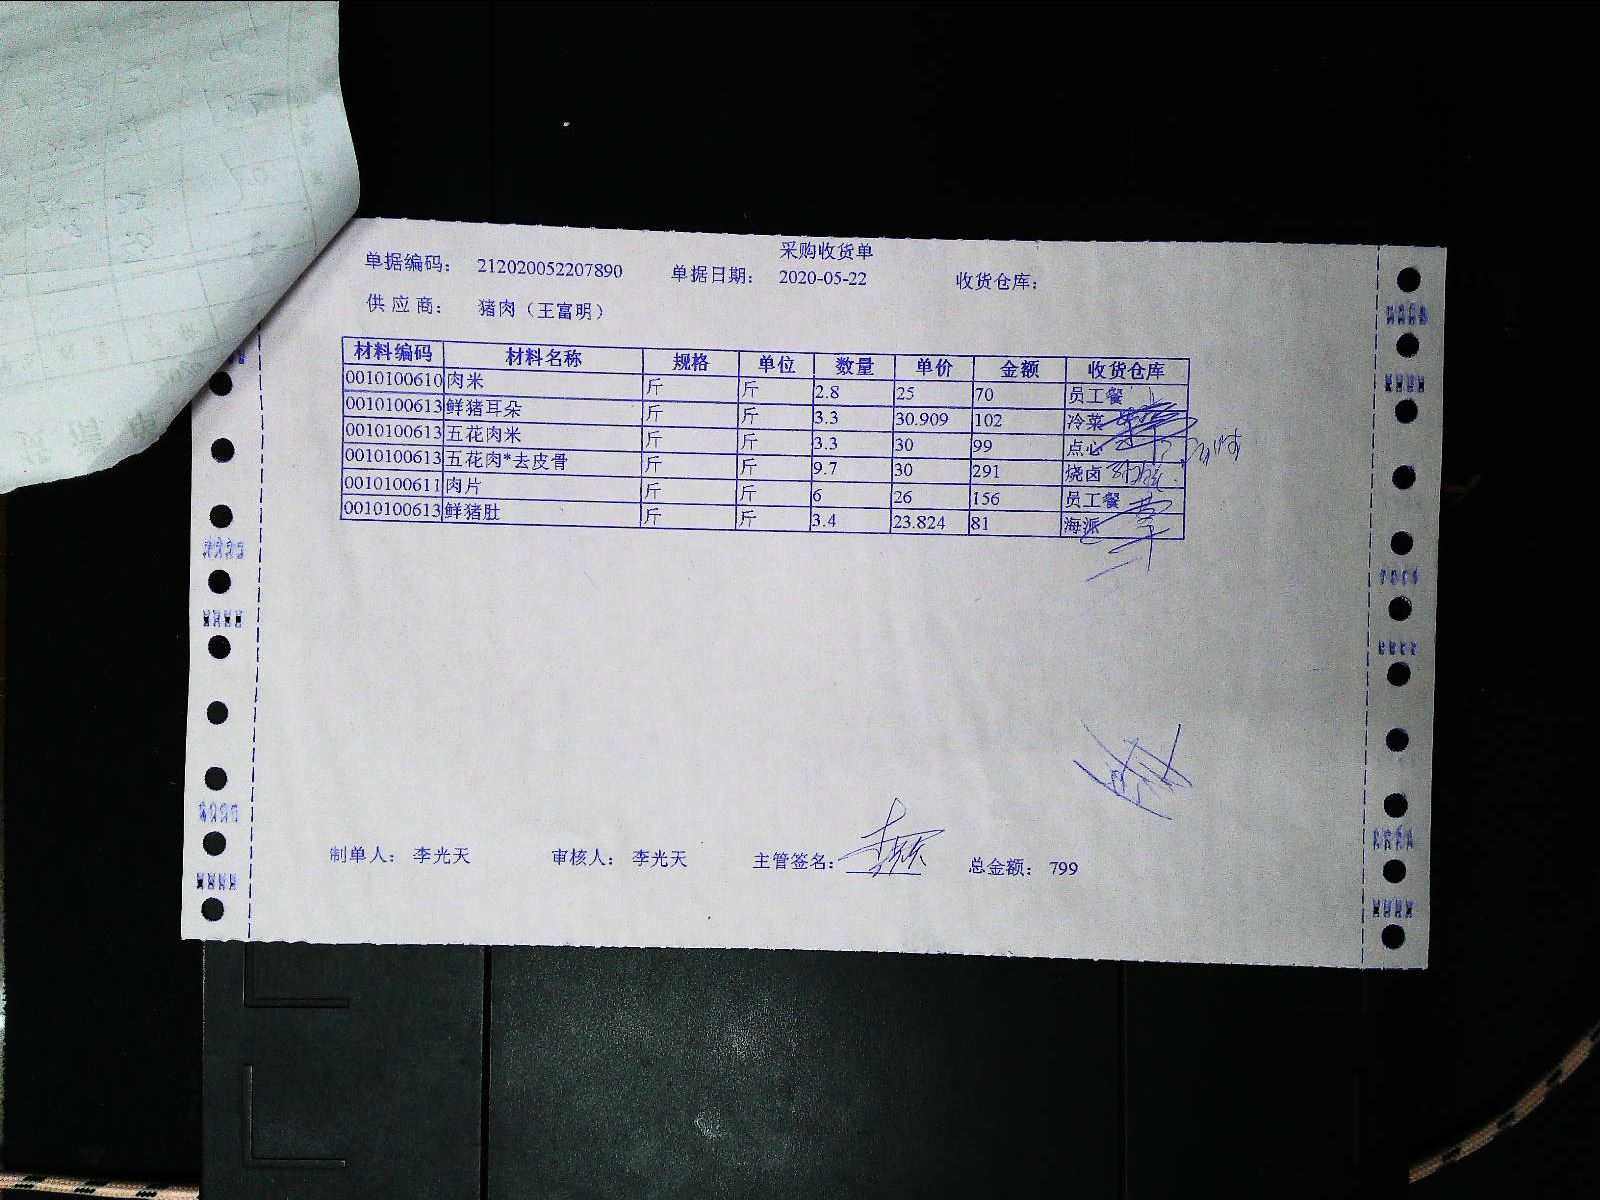 采购收货单
单据编码： 212020052207890 单据日期： 2020-05-22 收货仓库：
供 应 商： 猪肉（王富明）
材料编码 材料名称 规格 单位 数量 单价 金额 收货仓库
0010100610 肉米 斤 斤 2.8 25 70 员工餐
0010100613 鲜猪耳朵 斤 斤 3.3 30.909 102 冷菜
0010100613 五花肉米 斤 斤 3.3 30 99 点心
0010100613 五花肉*去皮骨 斤 斤 9.7 30 291 烧卤
0010100611 肉片 斤 斤 6 26 156 员工餐
0010100613 鲜猪肚 斤 斤 3.4 23.824 81 海派
制单人： 李光天 审核人： 李光天 主管签名： 总金额： 799